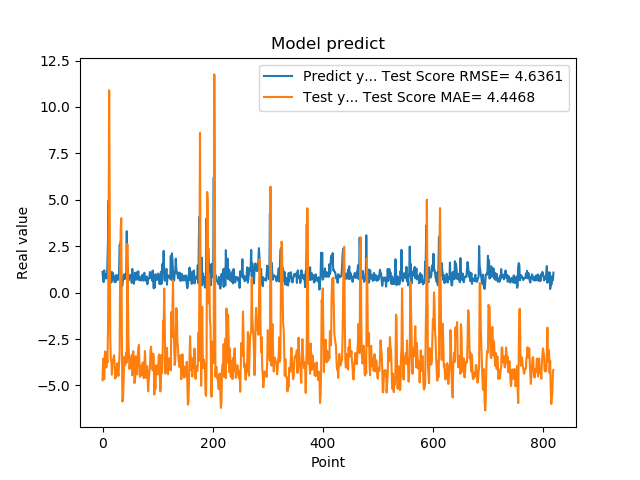 Model predict
12.5
10.0
7.5
5.0
2.5
0.0
−2.5
−5.0
Real value
Predict y... Test Score RMSE= 4.6361
Test y... Test Score MAE= 4.4468
0 200 400 600 800
Point